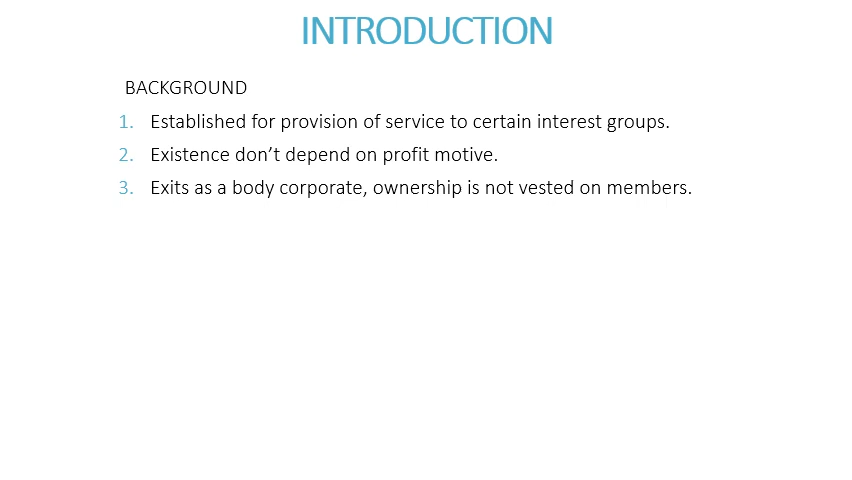 INTRODUCTION
BACKGROUND
1. Established for provision of service to certain interest groups.
2. Existence don’t depend on profit motive.
3. Exits as a body corporate, ownership is not vested on members.